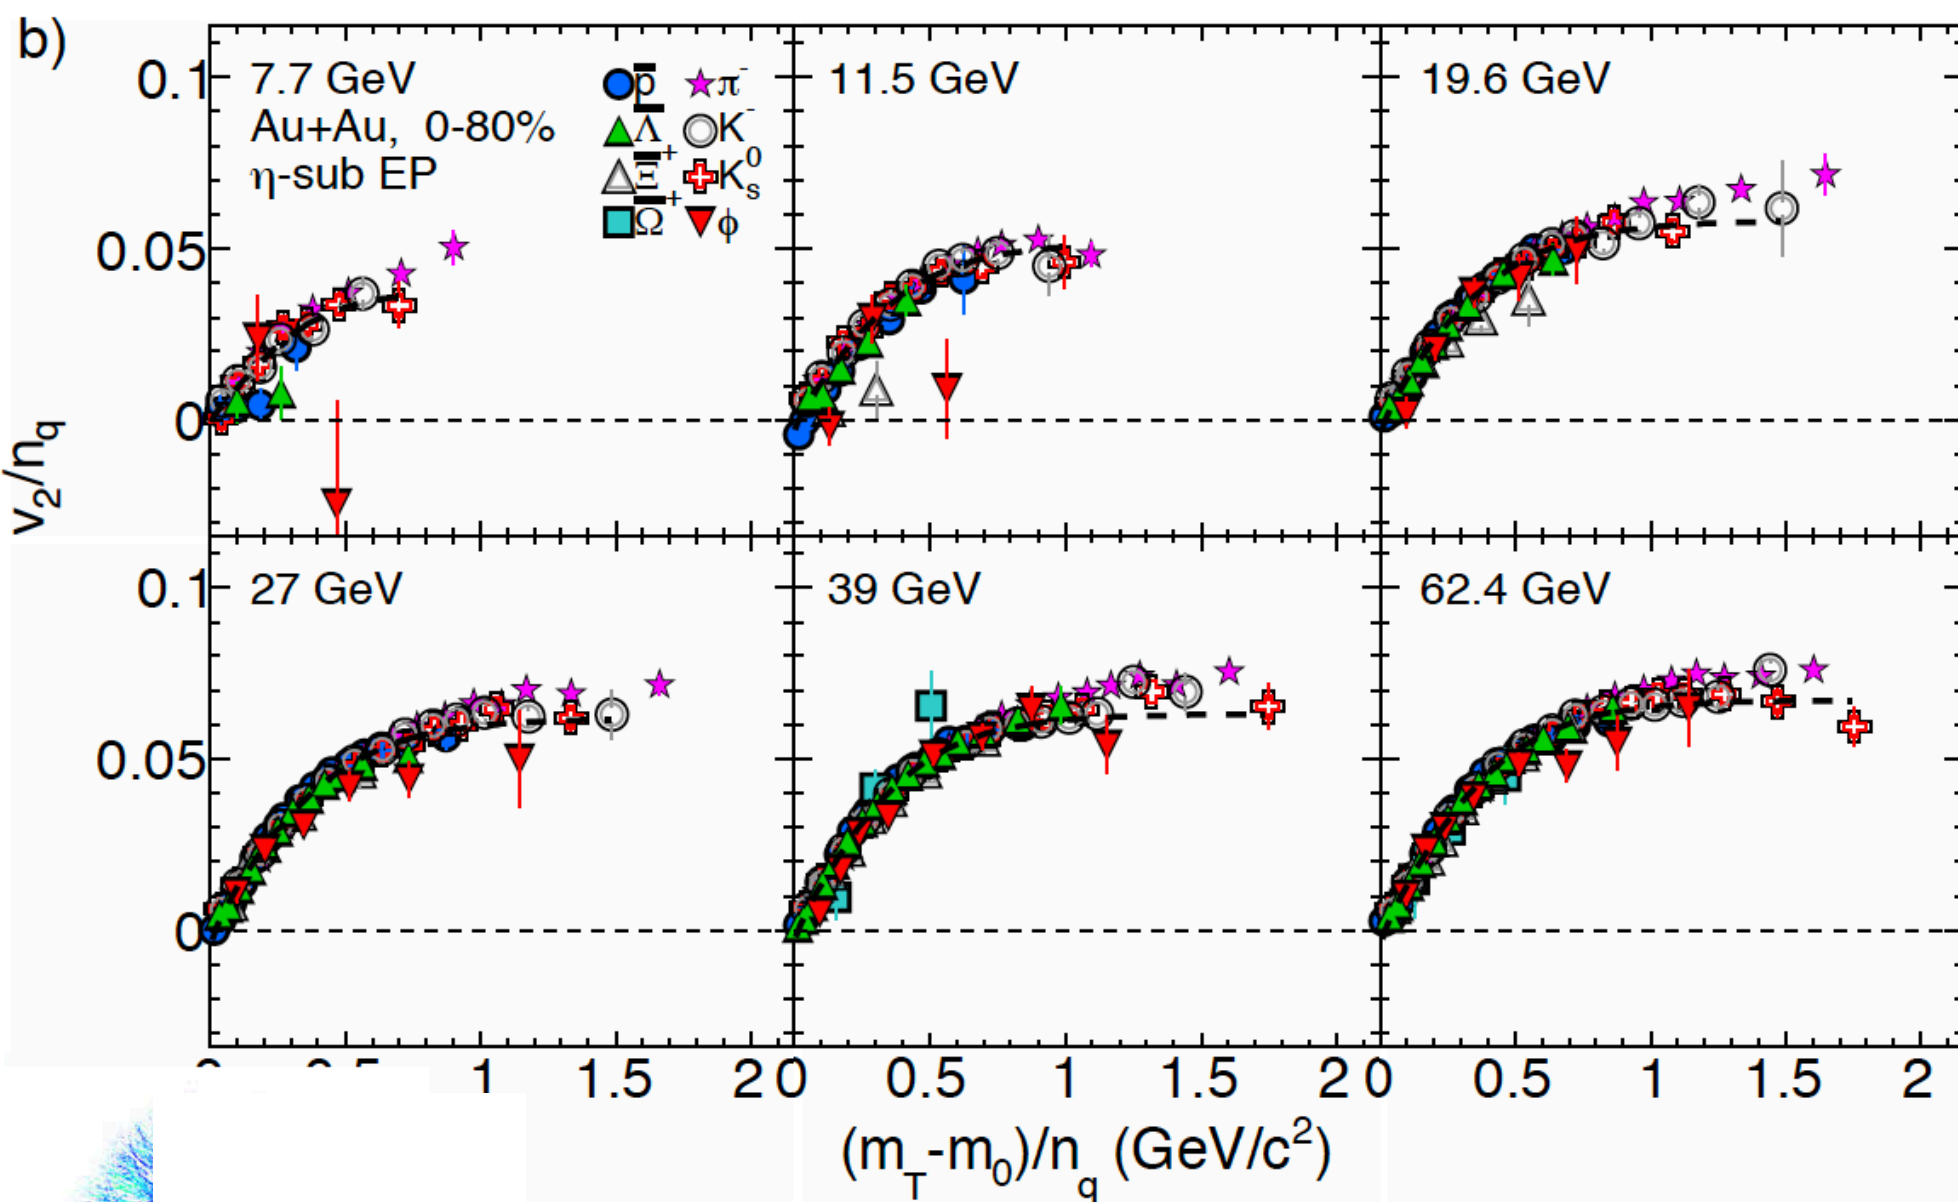 b)
0.1
7.7 GeV
Au+Au, 0-80%
η-sub EP
p̅ π⁻
Λ̅ K⁻
Ξ̅⁺ K⁰ₛ
Ω̅⁺ ϕ
11.5 GeV
19.6 GeV
0.05
0
v₂/n_q
0.1
27 GeV
39 GeV
62.4 GeV
0.05
0
1 1.5 2 0 0.5 1 1.5 2 0 0.5 1 1.5 2
(m_T-m₀)/n_q (GeV/c²)